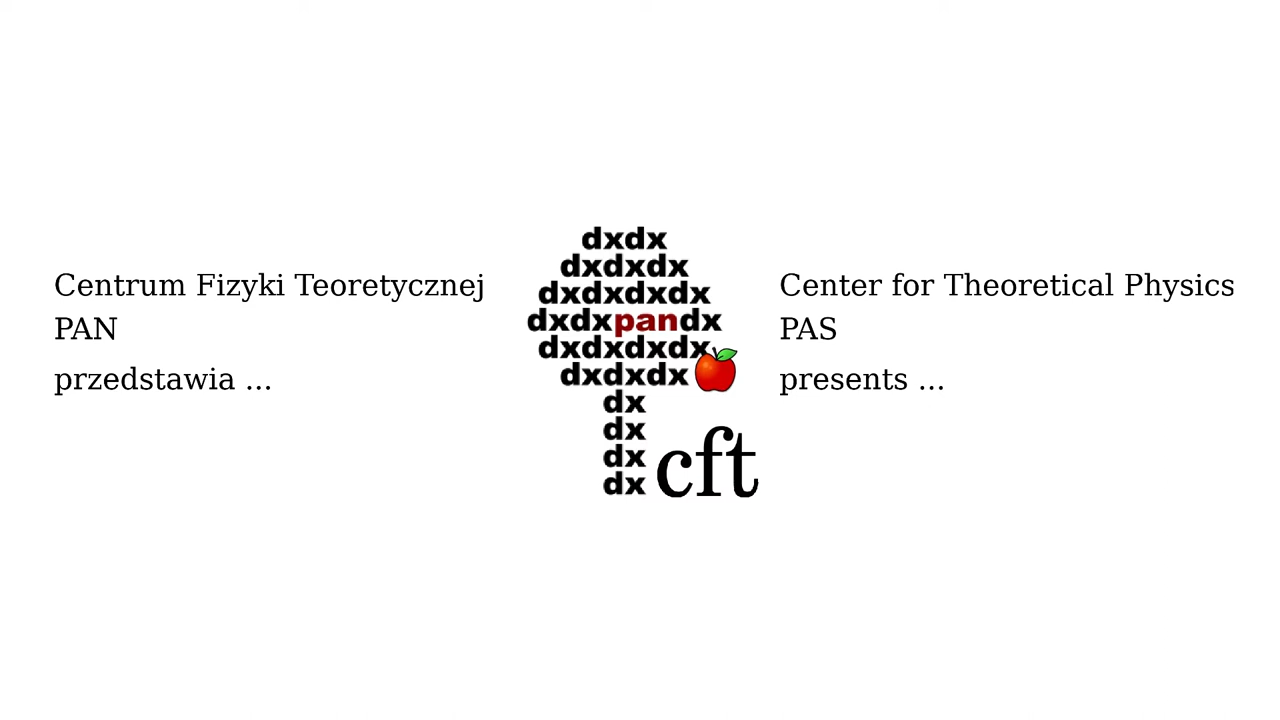 Centrum Fizyki Teoretycznej
PAN
przedstawia ...
dxdx
dxdxdx
dxdxdxdx
dxdxpandx
dxdxdxdx
dxdxdx
dx
dx
dx
dx
cft
Center for Theoretical Physics
PAS
presents ...